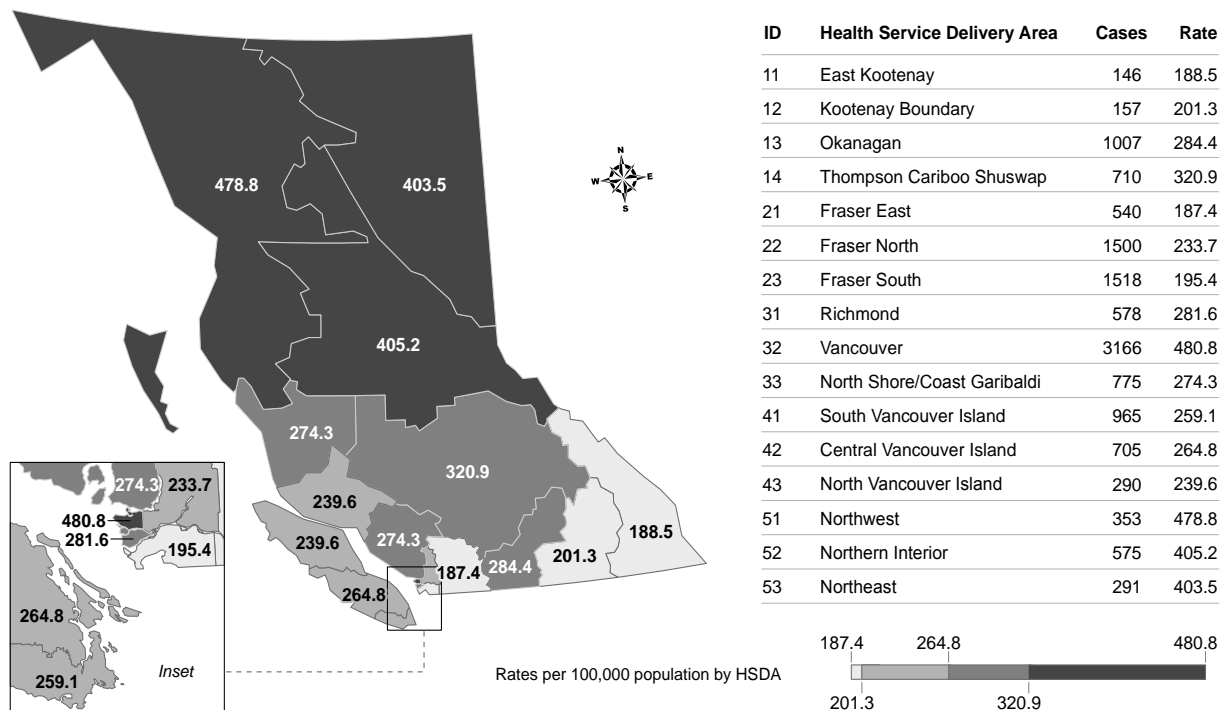 478.8
403.5
N
W E
S
405.2
274.3
320.9
239.6
239.6
274.3
188.5
201.3
284.4
187.4
264.8
274.3
233.7
480.8
281.6
195.4
264.8
259.1
Inset
Rates per 100,000 population by HSDA
ID Health Service Delivery Area Cases Rate
11 East Kootenay 146 188.5
12 Kootenay Boundary 157 201.3
13 Okanagan 1007 284.4
14 Thompson Cariboo Shuswap 710 320.9
21 Fraser East 540 187.4
22 Fraser North 1500 233.7
23 Fraser South 1518 195.4
31 Richmond 578 281.6
32 Vancouver 3166 480.8
33 North Shore/Coast Garibaldi 775 274.3
41 South Vancouver Island 965 259.1
42 Central Vancouver Island 705 264.8
43 North Vancouver Island 290 239.6
51 Northwest 353 478.8
52 Northern Interior 575 405.2
53 Northeast 291 403.5
187.4 264.8 480.8
201.3 320.9